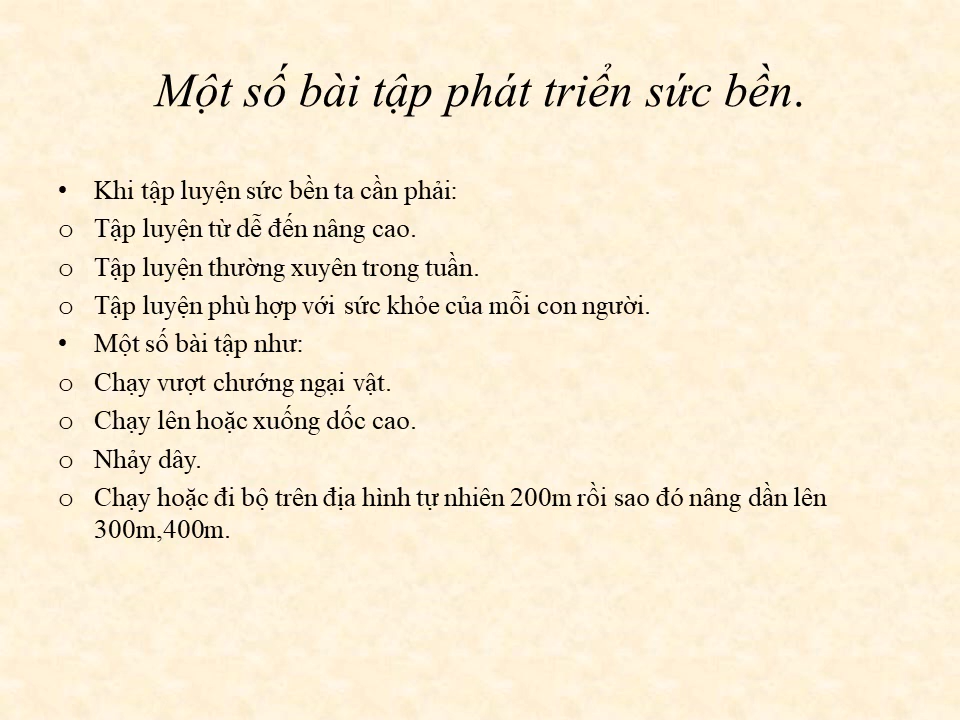 Một số bài tập phát triển sức bền.
• Khi tập luyện sức bền ta cần phải:
o Tập luyện từ dễ đến nâng cao.
o Tập luyện thường xuyên trong tuần.
o Tập luyện phù hợp với sức khỏe của mỗi con người.
• Một số bài tập như:
o Chạy vượt chướng ngại vật.
o Chạy lên hoặc xuống dốc cao.
o Nhảy dây.
o Chạy hoặc đi bộ trên địa hình tự nhiên 200m rồi sao đó nâng dần lên
300m,400m.